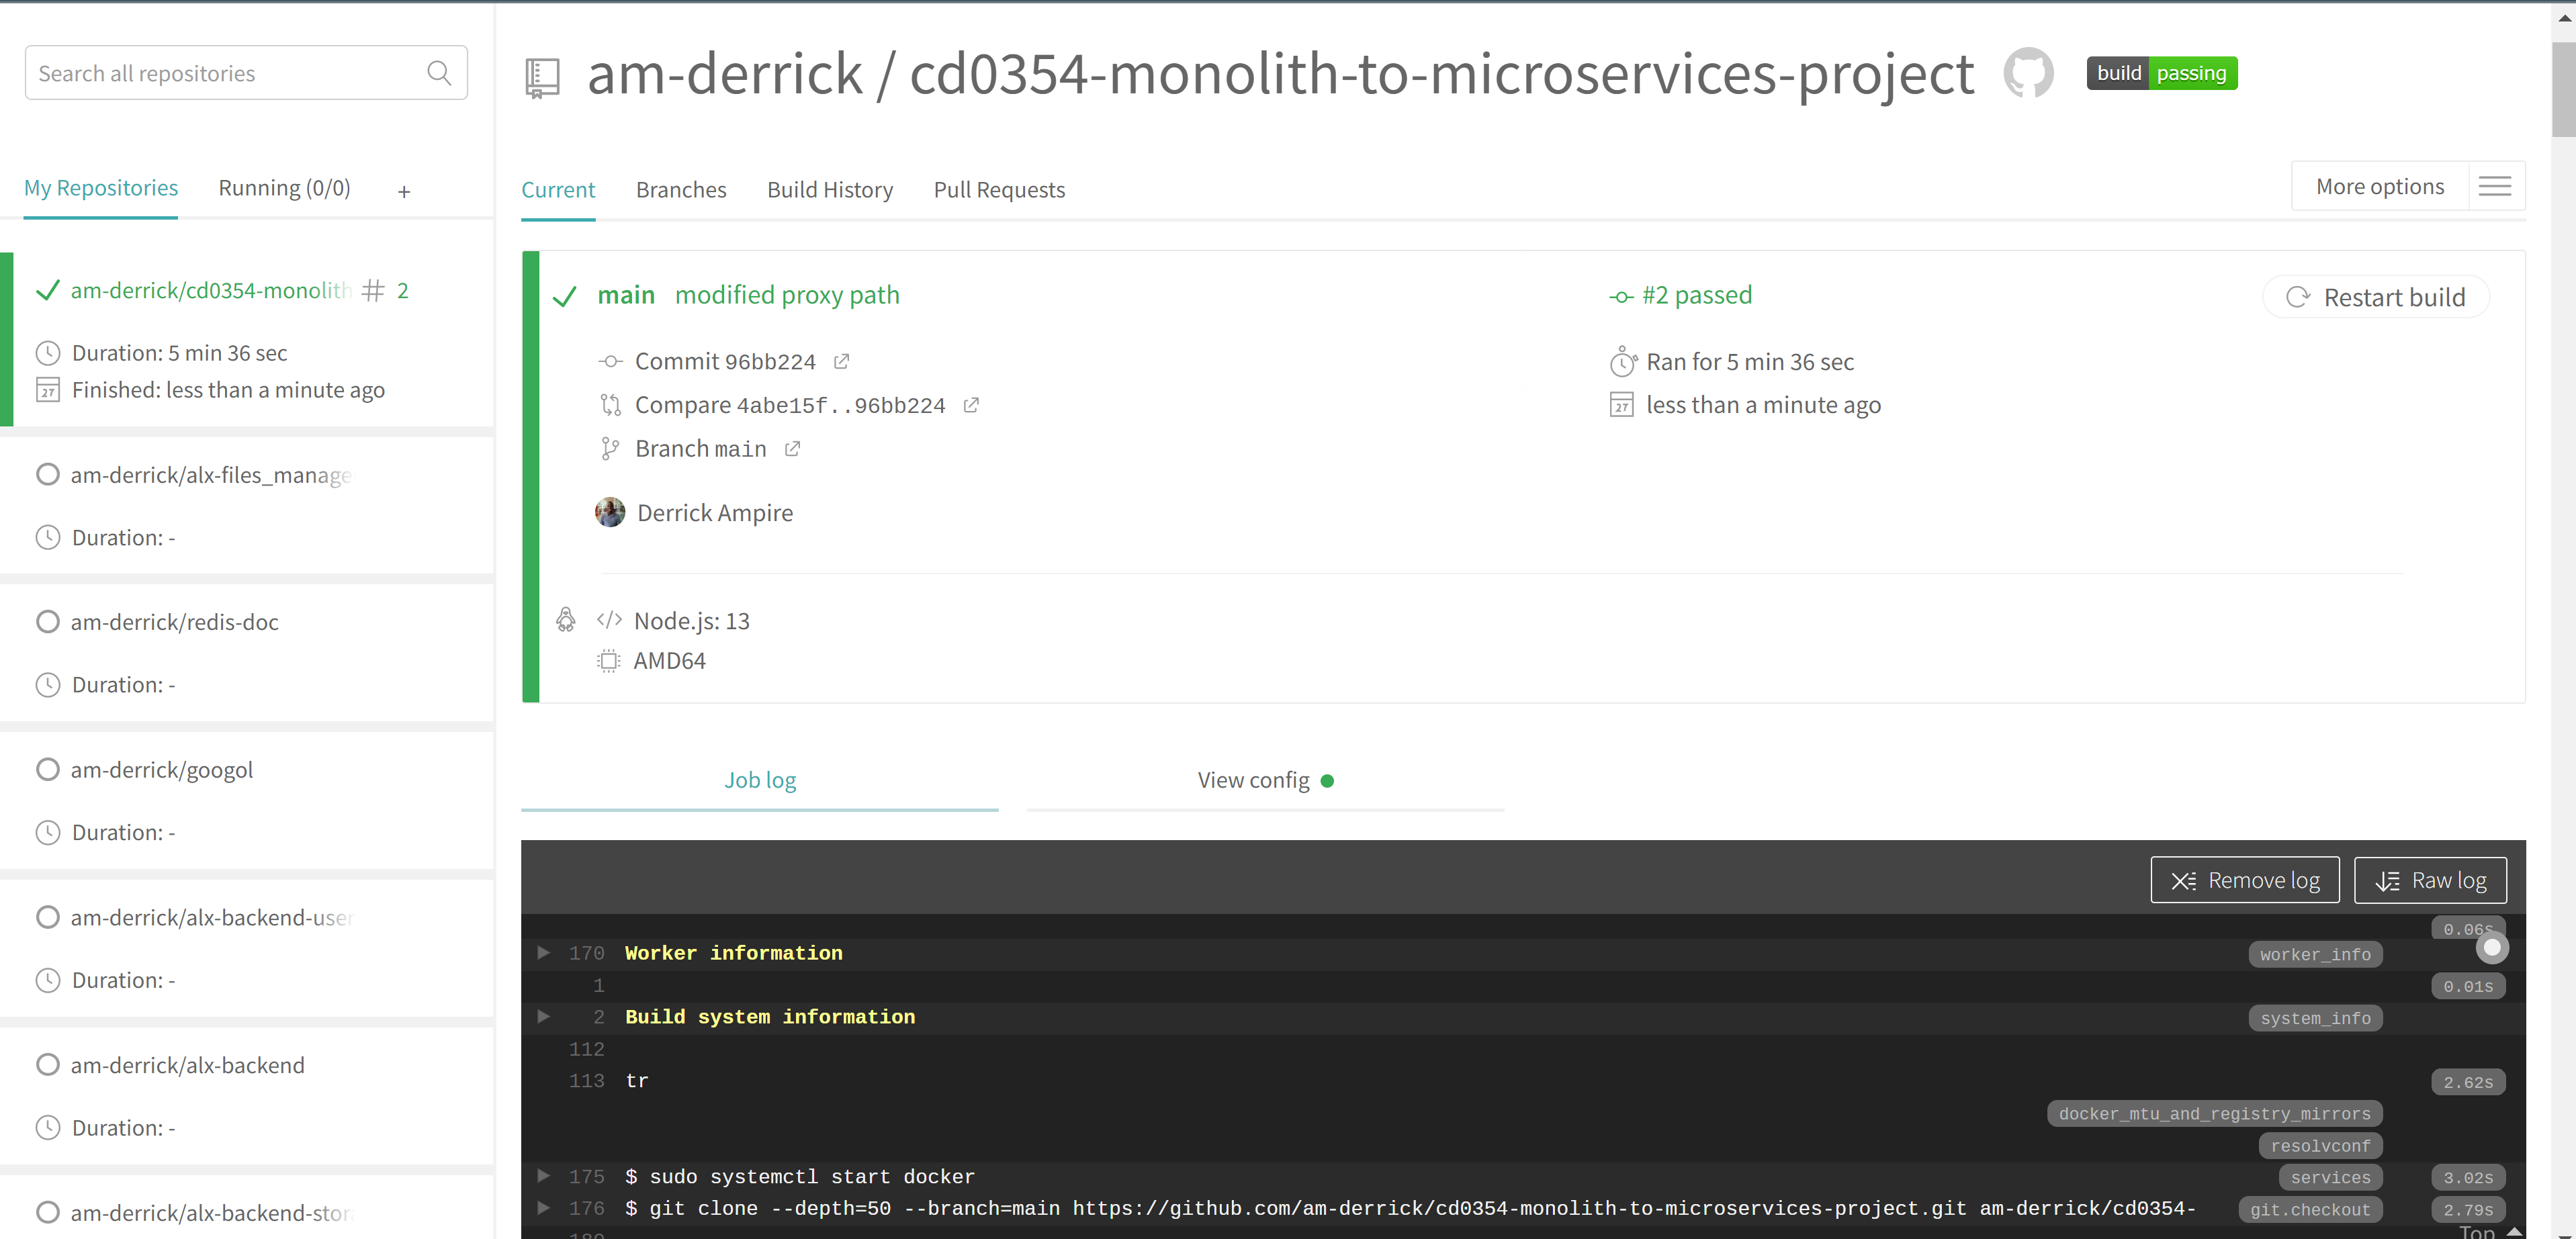 Search all repositories
My Repositories
Running (0/0)
+
am-derrick/cd0354-monolith # 2
Duration: 5 min 36 sec
27 Finished: less than a minute ago
am-derrick/alx-files_manage
Duration: -
am-derrick/redis-doc
Duration: -
am-derrick/googol
Duration: -
am-derrick/alx-backend-user
Duration: -
am-derrick/alx-backend
Duration: -
am-derrick/alx-backend-stor
am-derrick / cd0354-monolith-to-microservices-project
build passing
Current
Branches
Build History
Pull Requests
More options
main modified proxy path
Commit 96bb224
Compare 4abe15f..96bb224
Branch main
Derrick Ampire
#2 passed
Ran for 5 min 36 sec
27 less than a minute ago
Restart build
Node.js: 13
AMD64
Job log
View config
Remove log
Raw log
0.06s
170 Worker information worker_info
1 0.01s
2 Build system information system_info
112
113 tr 2.62s
docker_mtu_and_registry_mirrors
resolvconf
175 $ sudo systemctl start docker services 3.02s
176 $ git clone --depth=50 --branch=main https://github.com/am-derrick/cd0354-monolith-to-microservices-project.git am-derrick/cd0354- git.checkout 2.79s
Top